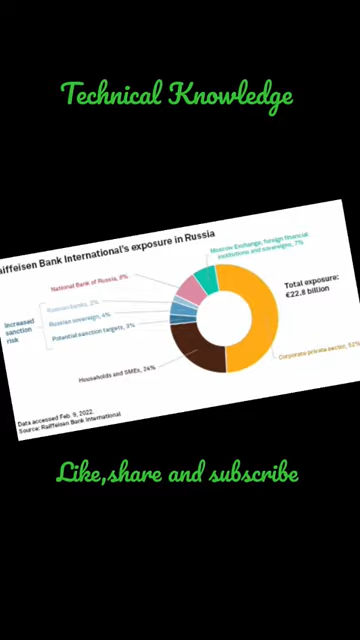 Technical Knowledge
aiffeisen Bank International's exposure in Russia
Moscow Exchange, foreign financial
institutions and sovereigns, 7%
National Bank of Russia, 8%
Total exposure:
€22.8 billion
Russian banks, 2%
Increased
sanction
risk
Russian sovereign, 4%
Potential sanction targets, 3%
Corporate private sector, 52%
Households and SMEs, 24%
Data accessed Feb. 9, 2022.
Source: Raiffeisen Bank International
Like,share and subscribe